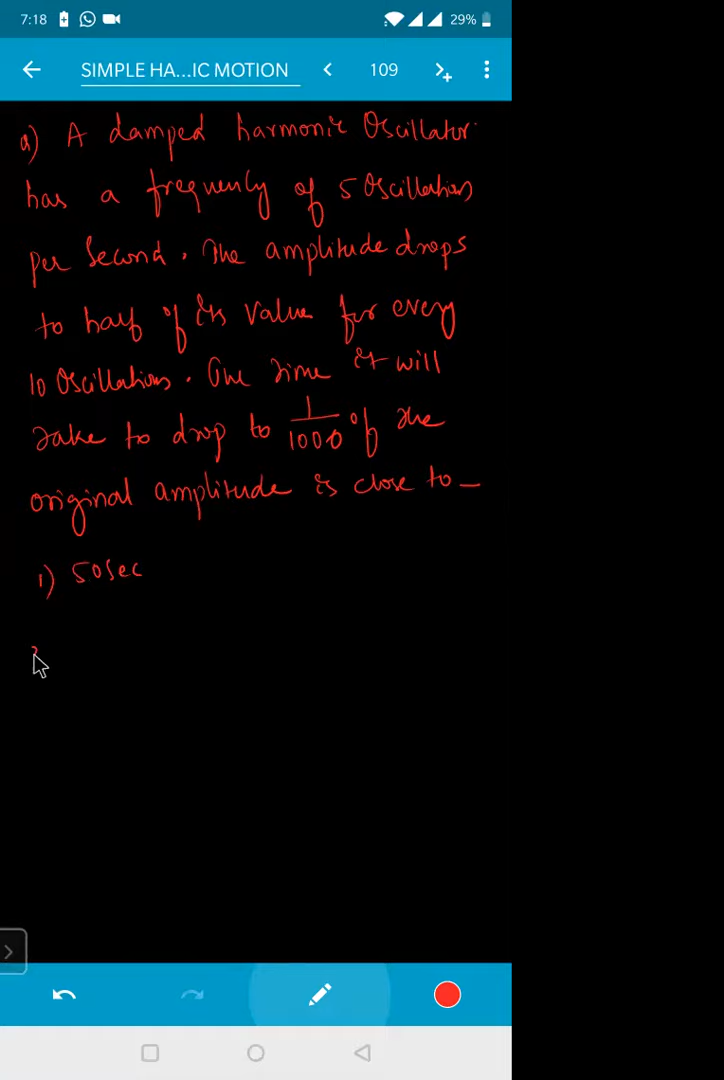 7:18
29%
SIMPLE HA...IC MOTION
109
Q) A damped harmonic Oscillator
has a frequency of 5 Oscillations
per Second. The amplitude drops
to half of its value for every
10 Oscillations. The time it will
take to drop to 1/1000 of the
original amplitude is close to _
1) 50 sec